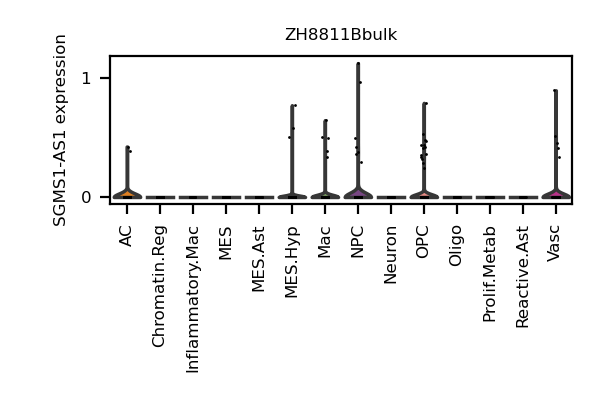 ZH8811Bbulk
SGMS1-AS1 expression
1
0
AC
Chromatin.Reg
Inflammatory.Mac
MES
MES.Ast
MES.Hyp
Mac
NPC
Neuron
OPC
Oligo
Prolif.Metab
Reactive.Ast
Vasc